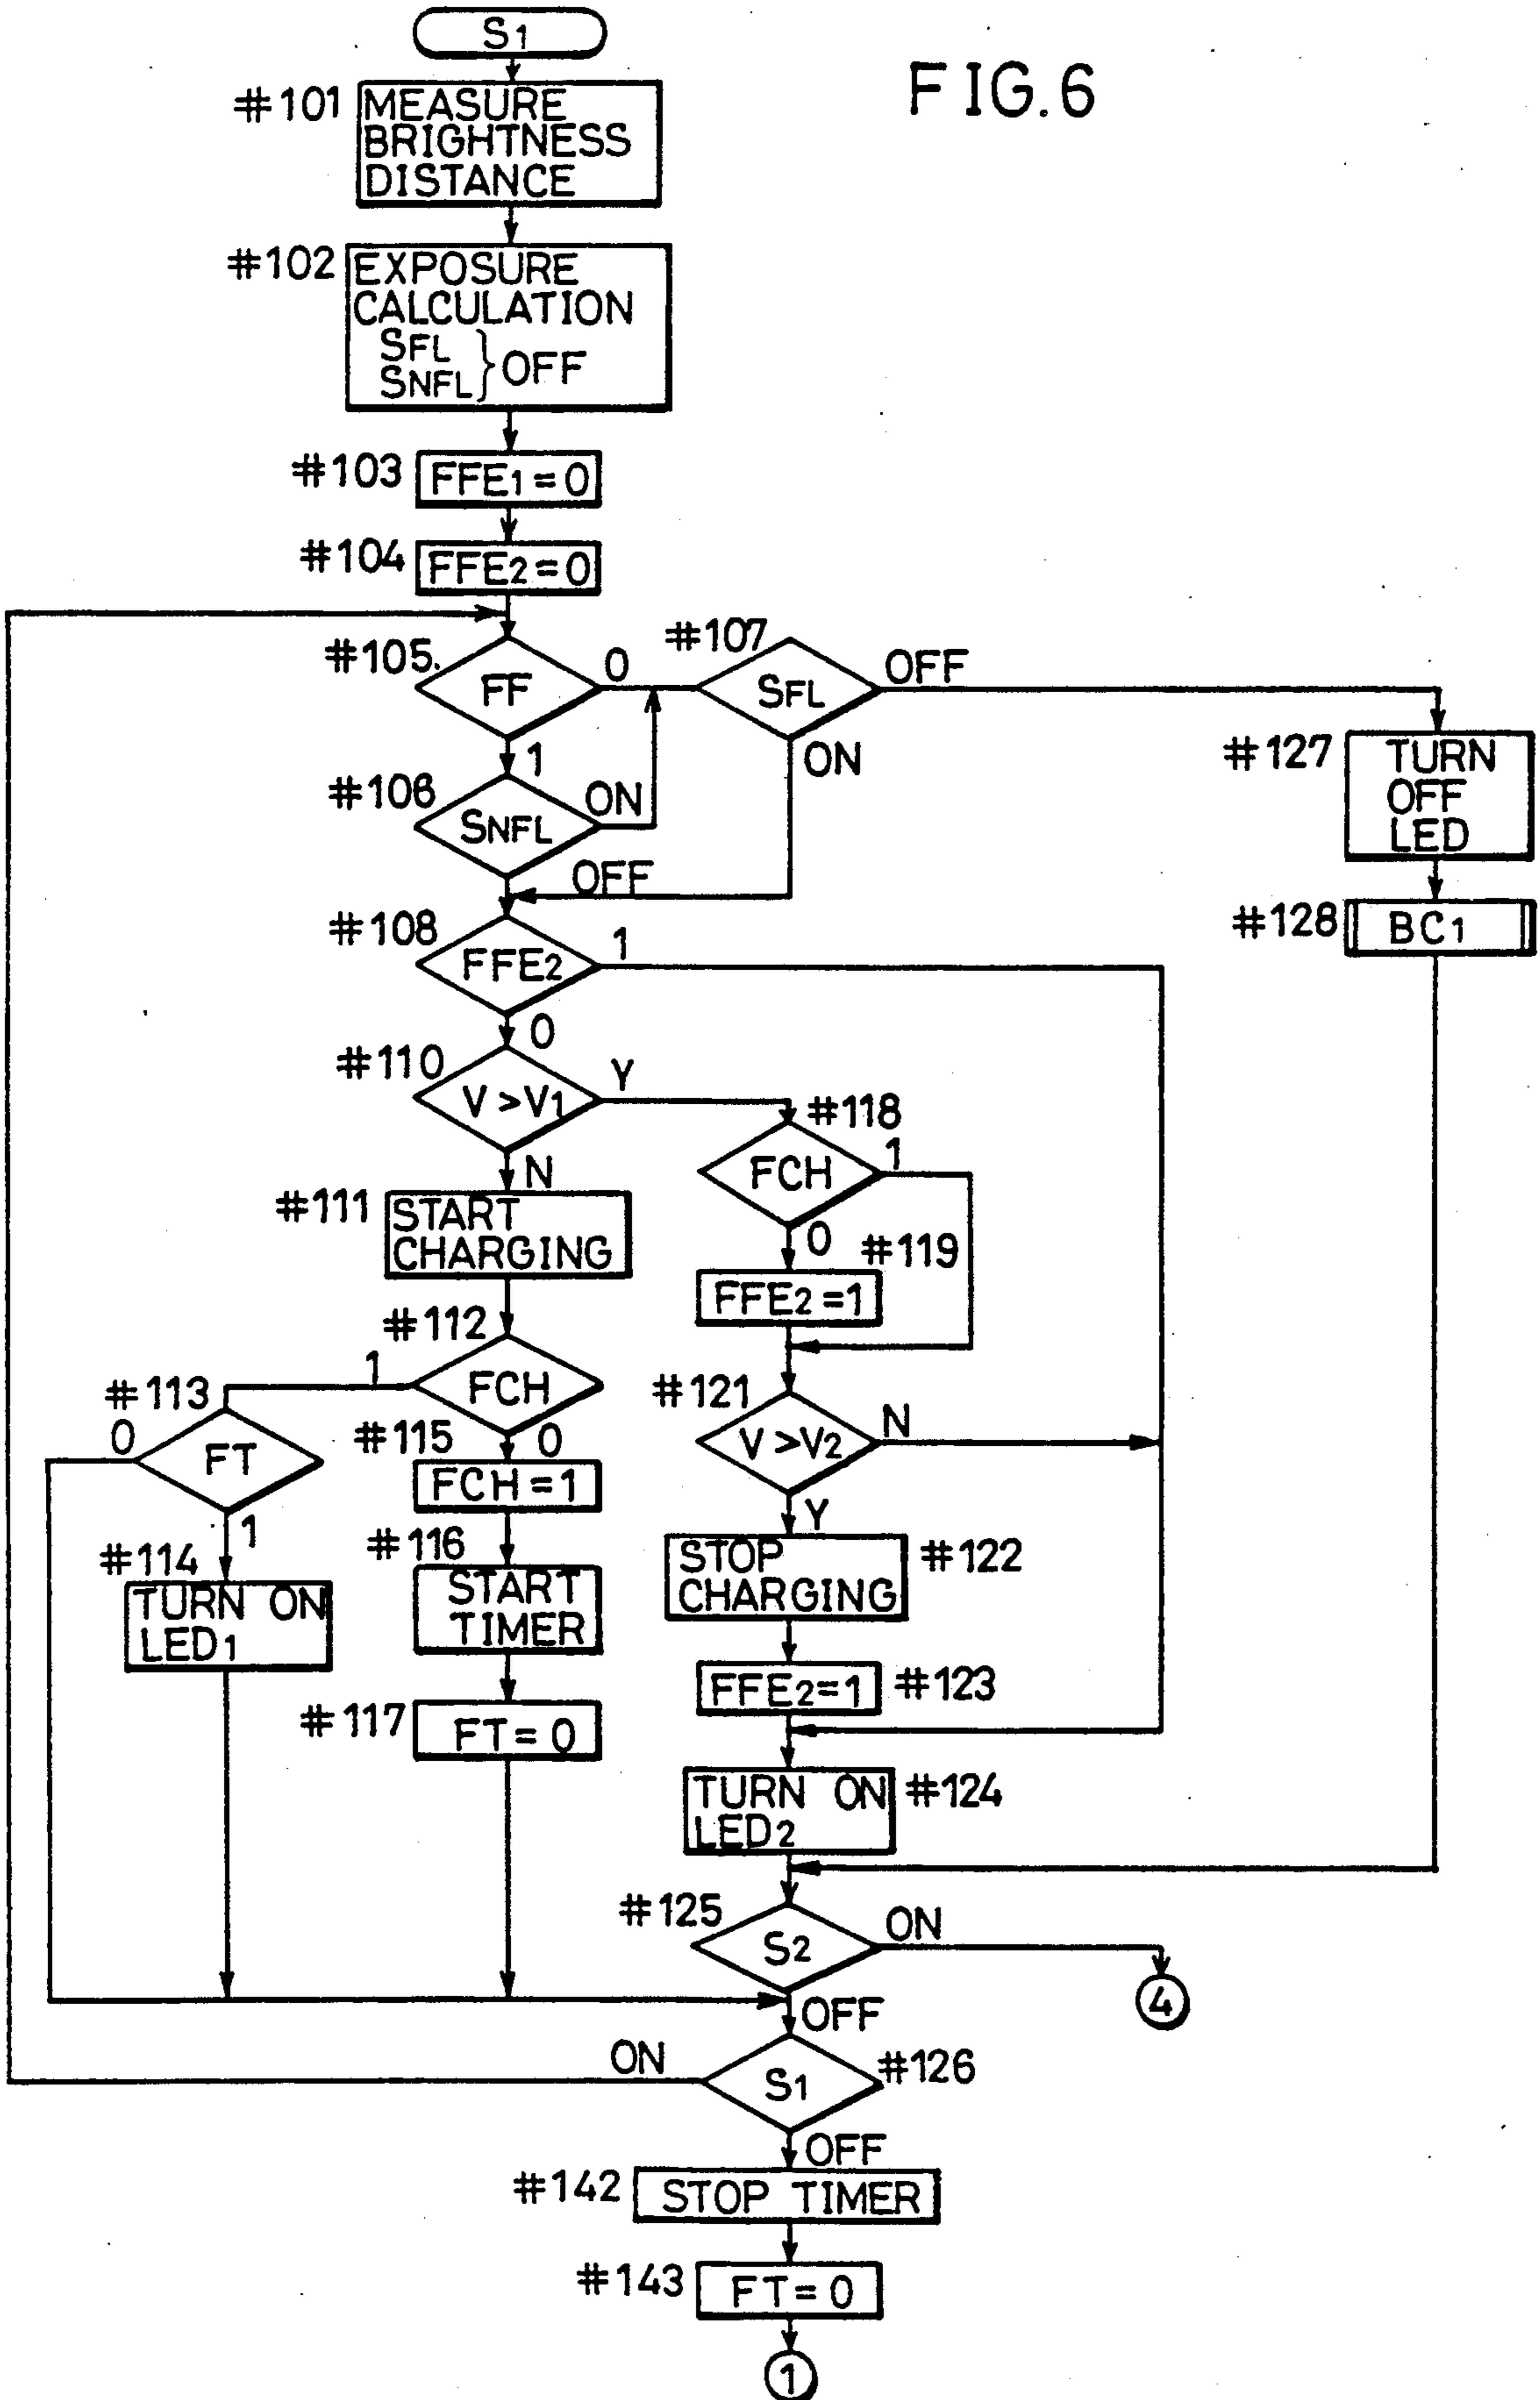 S1
FIG.6
#101
MEASURE
BRIGHTNESS
DISTANCE
#102
EXPOSURE
CALCULATION
SFL
SNFL
} OFF
#103
FFE1=0
#104
FFE2=0
#105.
FF
0
1
#107
SFL
OFF
ON
#106
SNFL
ON
OFF
#127
TURN
OFF
LED
#128
BC1
#108
FFE2
1
0
#110
V>V1
Y
N
#118
FCH
1
0
#111
START
CHARGING
#119
FFE2=1
#112
FCH
1
0
#113
FT
0
1
#115
FCH=1
#121
V>V2
N
Y
#114
TURN ON
LED1
#116
START
TIMER
#122
STOP
CHARGING
#117
FT=0
#123
FFE2=1
#124
TURN ON
LED2
#125
S2
ON
OFF
4
#126
S1
ON
OFF
#142
STOP TIMER
#143
FT=0
1